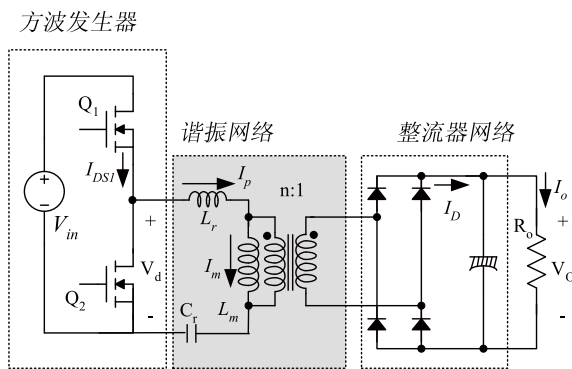 方波发生器
谐振网络
整流器网络
Q1
IDS1
Vin
+
Vd
-
Q2
Ip
Lr
n:1
Im
Lm
Cr
ID
Io
Ro
+
VO
-